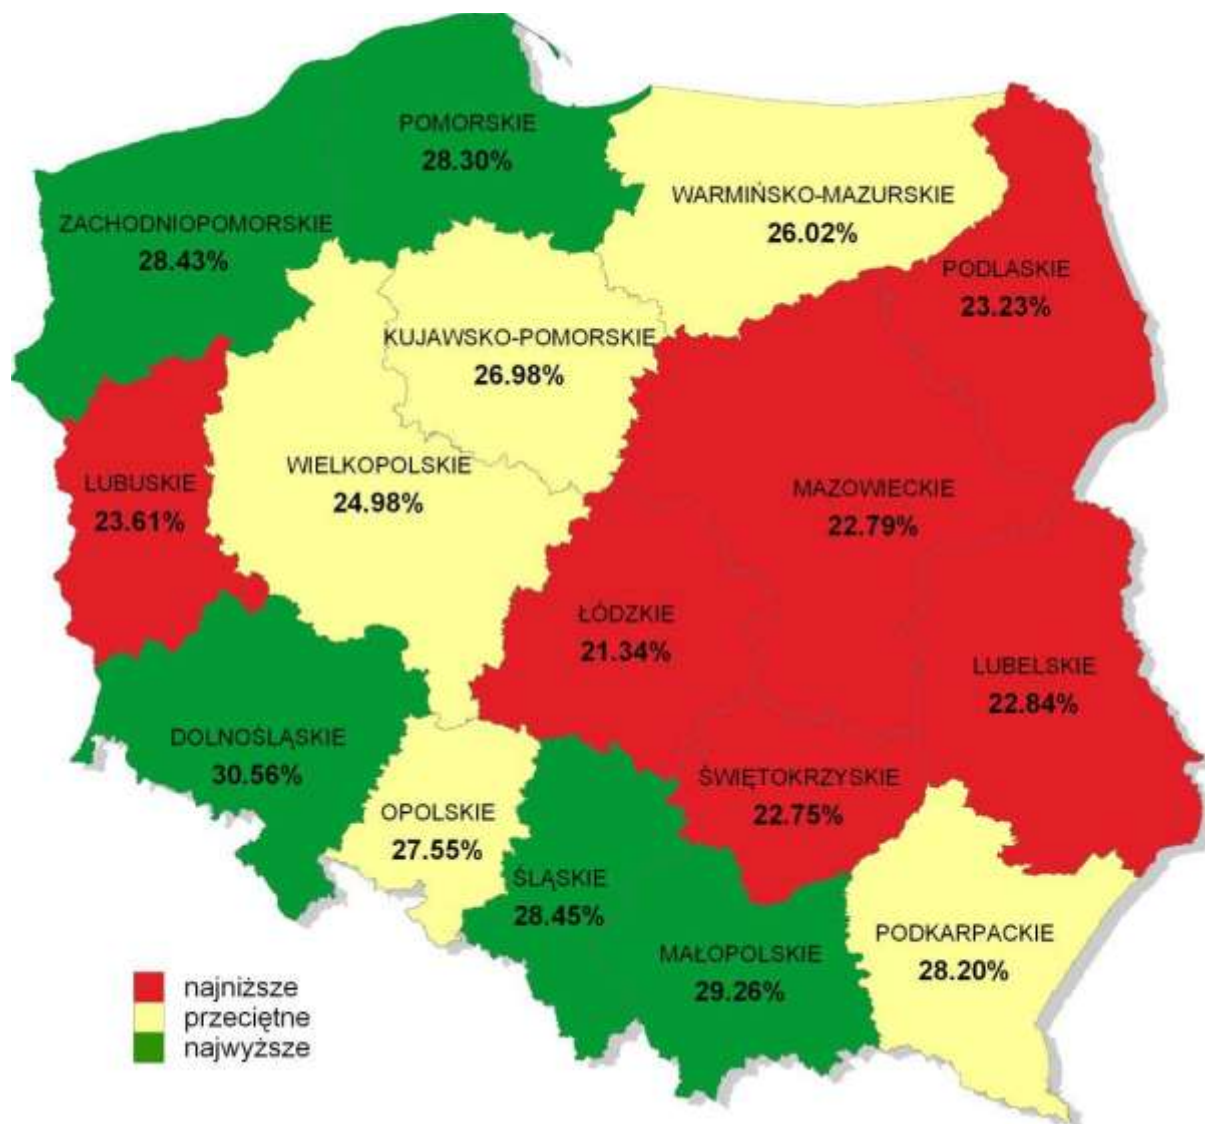 POMORSKIE
28.30%
WARMIŃSKO-MAZURSKIE
26.02%
ZACHODNIOPOMORSKIE
28.43%
PODLASKIE
23.23%
KUJAWSKO-POMORSKIE
26.98%
WIELKOPOLSKIE
24.98%
LUBUSKIE
23.61%
MAZOWIECKIE
22.79%
ŁÓDZKIE
21.34%
LUBELSKIE
22.84%
DOLNOŚLĄSKIE
30.56%
ŚWIĘTOKRZYSKIE
22.75%
OPOLSKIE
27.55%
ŚLĄSKIE
28.45%
MAŁOPOLSKIE
29.26%
PODKARPACKIE
28.20%
najniższe
przeciętne
najwyższe